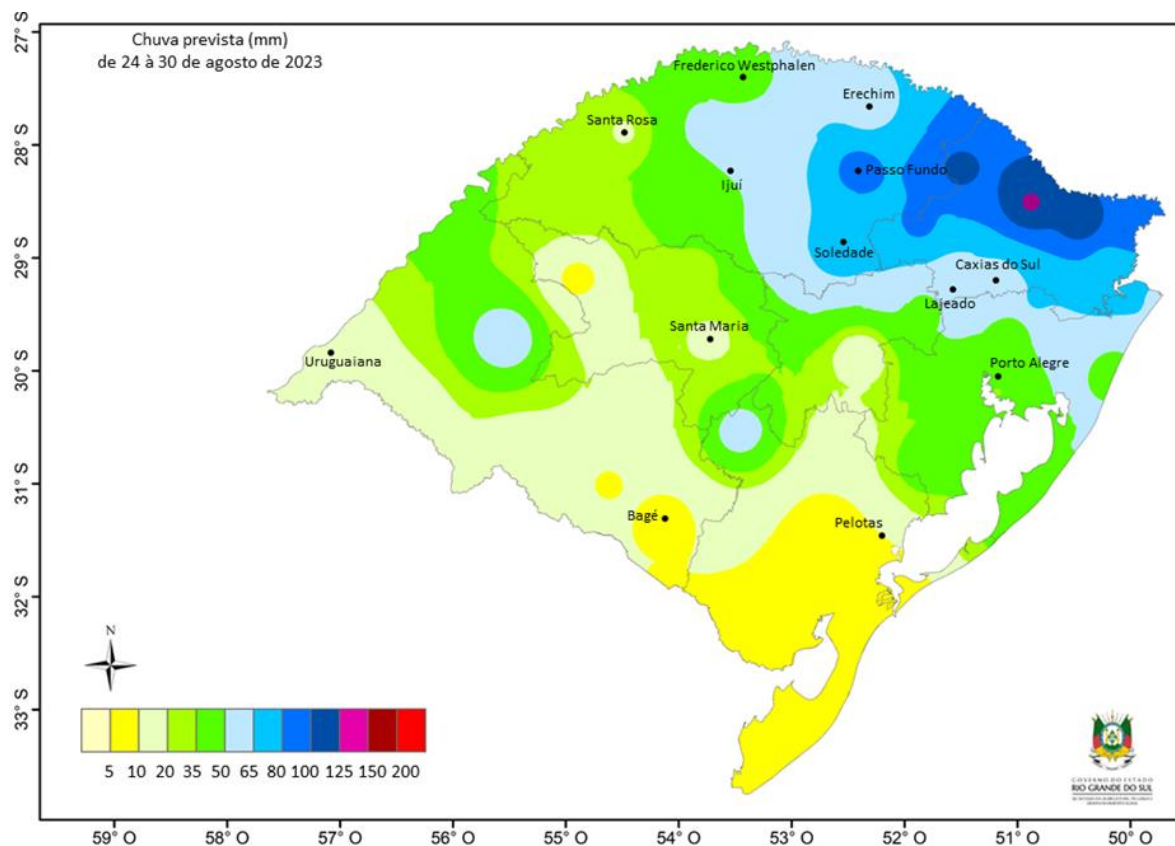 Chuva prevista (mm)
de 24 à 30 de agosto de 2023
27° S
28° S
29° S
30° S
31° S
32° S
33° S
Frederico Westphalen
Erechim
Santa Rosa
Passo Fundo
Ijuí
Soledade
Caxias do Sul
Lajeado
Santa Maria
Uruguaiana
Porto Alegre
Bagé
Pelotas
N
5 10 20 35 50 65 80 100 125 150 200
GOVERNO DO ESTADO
RIO GRANDE DO SUL
59° O 58° O 57° O 56° O 55° O 54° O 53° O 52° O 51° O 50° O